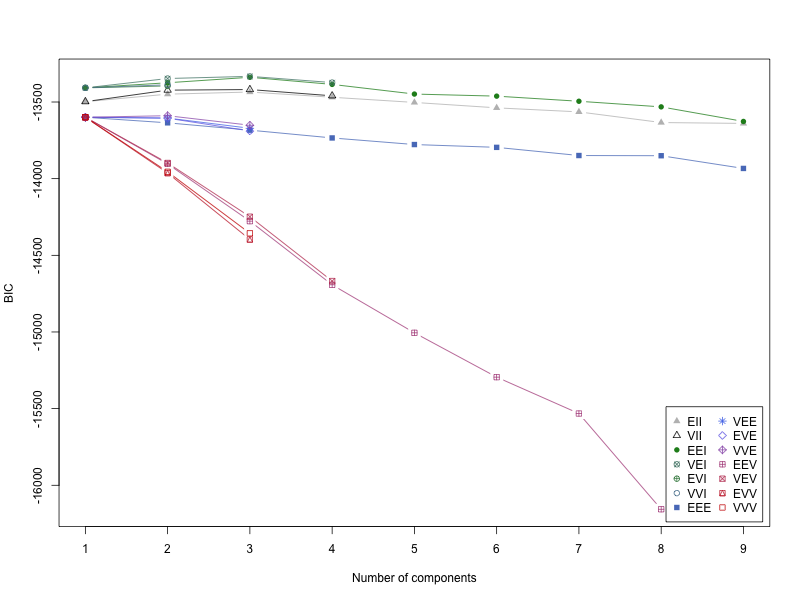 BIC
-13500
-14000
-14500
-15000
-15500
-16000
1 2 3 4 5 6 7 8 9
Number of components
EII VEE
VII EVE
EEI VVE
VEI EEV
EVI VEV
VVI EVV
EEE VVV